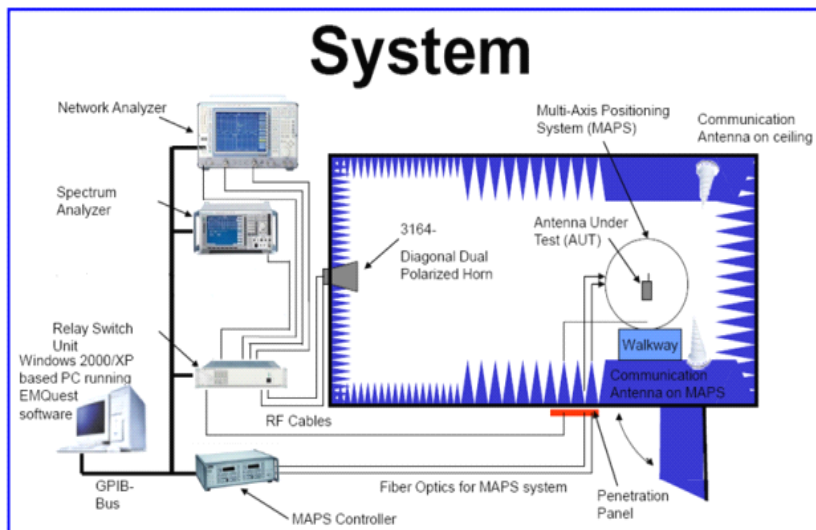 System
Network Analyzer
Multi-Axis Positioning
System (MAPS)
Communication
Antenna on ceiling
Spectrum
Analyzer
3164-
Diagonal Dual
Polarized Horn
Antenna Under
Test (AUT)
Relay Switch
Unit
Windows 2000/XP
based PC running
EMQuest
software
Walkway
Communication
Antenna on MAPS
RF Cables
GPIB-
Bus
MAPS Controller
Fiber Optics for MAPS system
Penetration
Panel